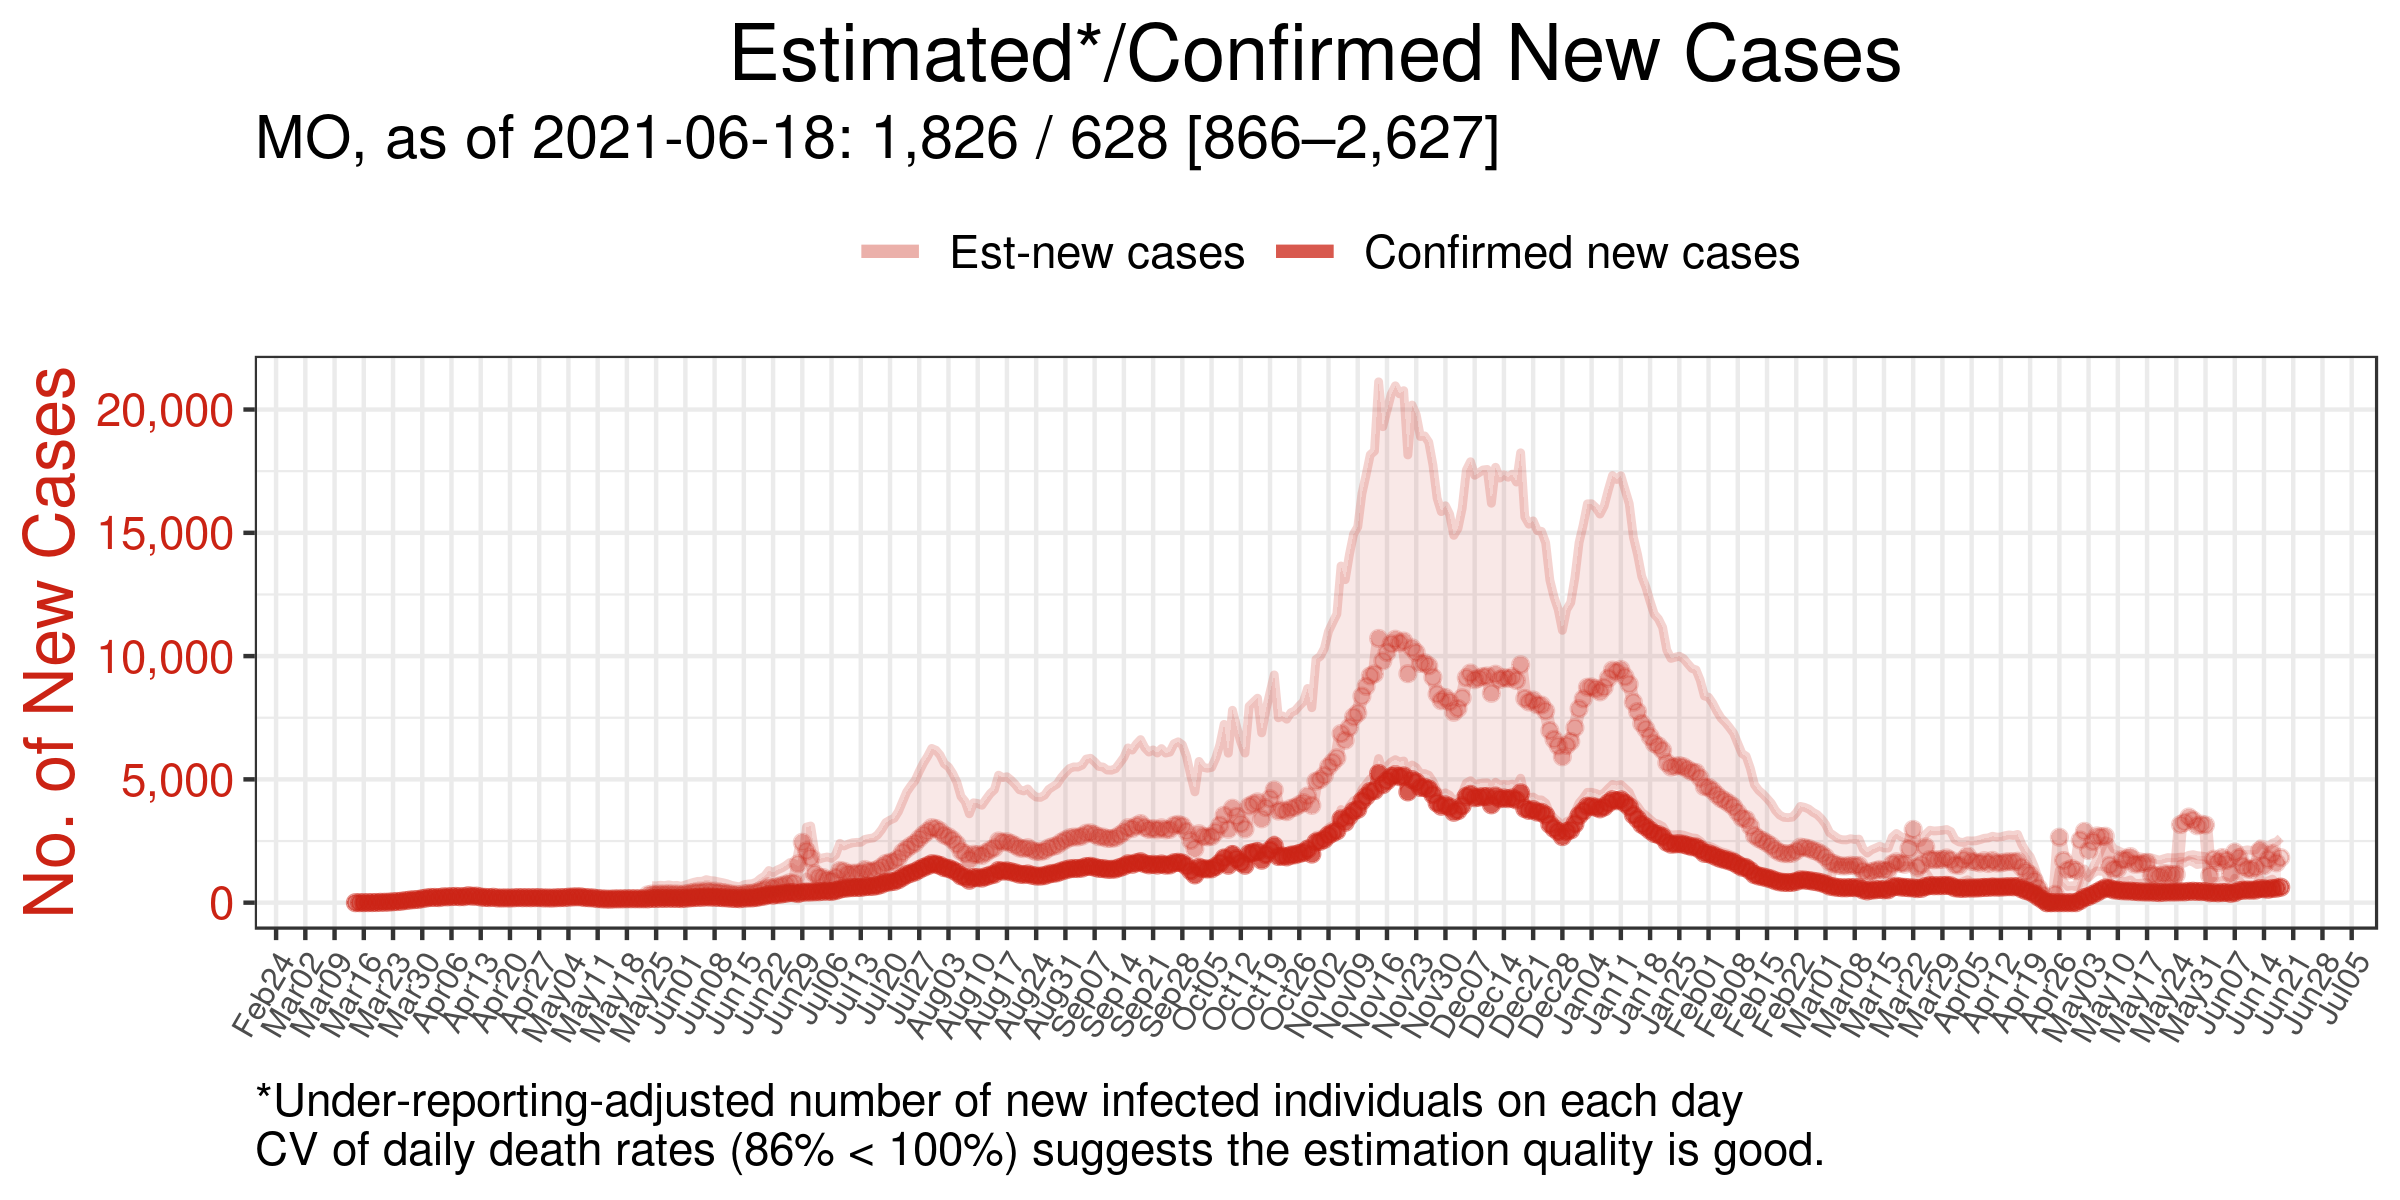 Estimated*/Confirmed New Cases
MO, as of 2021-06-18: 1,826 / 628 [866–2,627]
Est-new cases
Confirmed new cases
No. of New Cases
20,000
15,000
10,000
5,000
0
Feb24
Mar02
Mar09
Mar16
Mar23
Mar30
Apr06
Apr13
Apr20
Apr27
May04
May11
May18
May25
Jun01
Jun08
Jun15
Jun22
Jun29
Jul06
Jul13
Jul20
Jul27
Aug03
Aug10
Aug17
Aug24
Aug31
Sep07
Sep14
Sep21
Sep28
Oct05
Oct12
Oct19
Oct26
Nov02
Nov09
Nov16
Nov23
Nov30
Dec07
Dec14
Dec21
Dec28
Jan04
Jan11
Jan18
Jan25
Feb01
Feb08
Feb15
Feb22
Mar01
Mar08
Mar15
Mar22
Mar29
Apr05
Apr12
Apr19
Apr26
May03
May10
May17
May24
May31
Jun07
Jun14
Jun21
Jun28
Jul05
*Under-reporting-adjusted number of new infected individuals on each day
CV of daily death rates (86% < 100%) suggests the estimation quality is good.